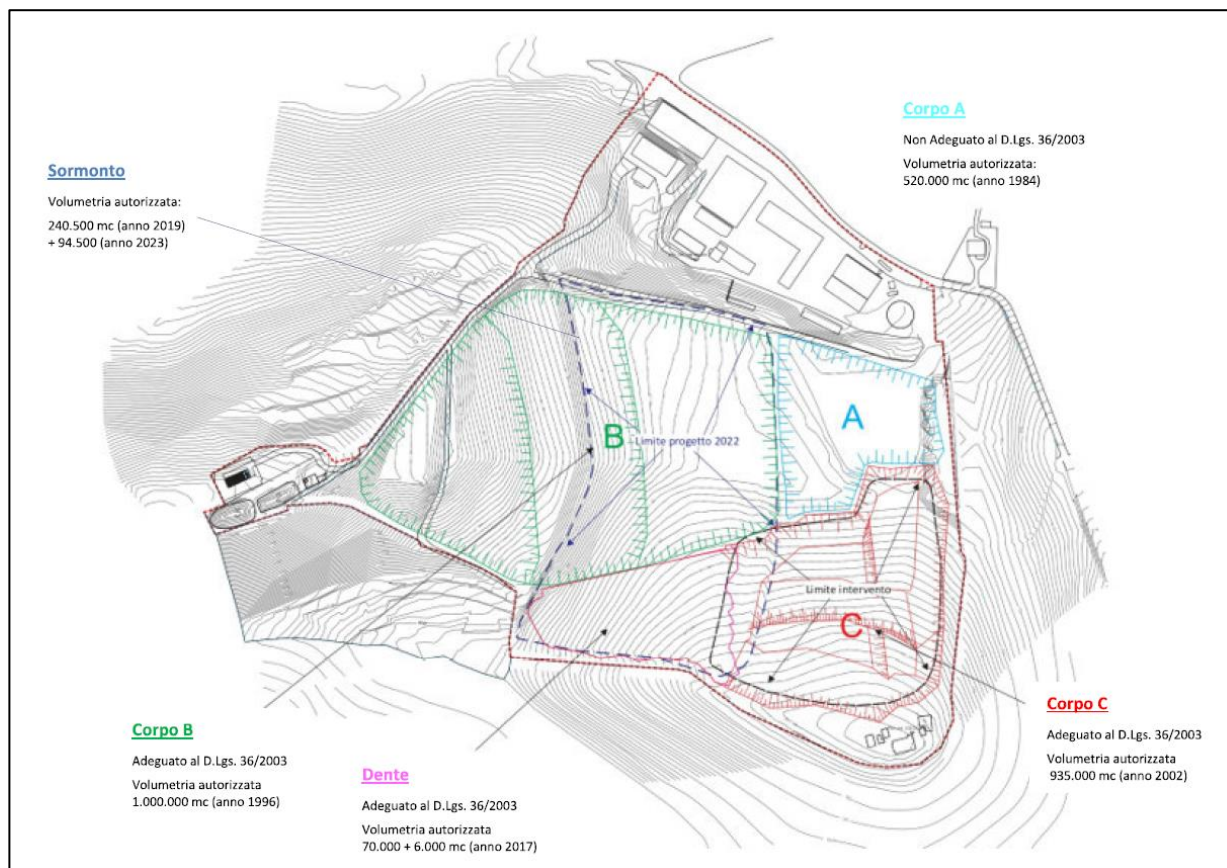 Corpo A
Non Adeguato al D.Lgs. 36/2003
Volumetria autorizzata:
520.000 mc (anno 1984)
Sormonto
Volumetria autorizzata:
240.500 mc (anno 2019)
+ 94.500 (anno 2023)
A
B
Limite progetto 2022
Limite intervento
C
Corpo B
Adeguato al D.Lgs. 36/2003
Volumetria autorizzata
1.000.000 mc (anno 1996)
Dente
Adeguato al D.Lgs. 36/2003
Volumetria autorizzata
70.000 + 6.000 mc (anno 2017)
Corpo C
Adeguato al D.Lgs. 36/2003
Volumetria autorizzata
935.000 mc (anno 2002)